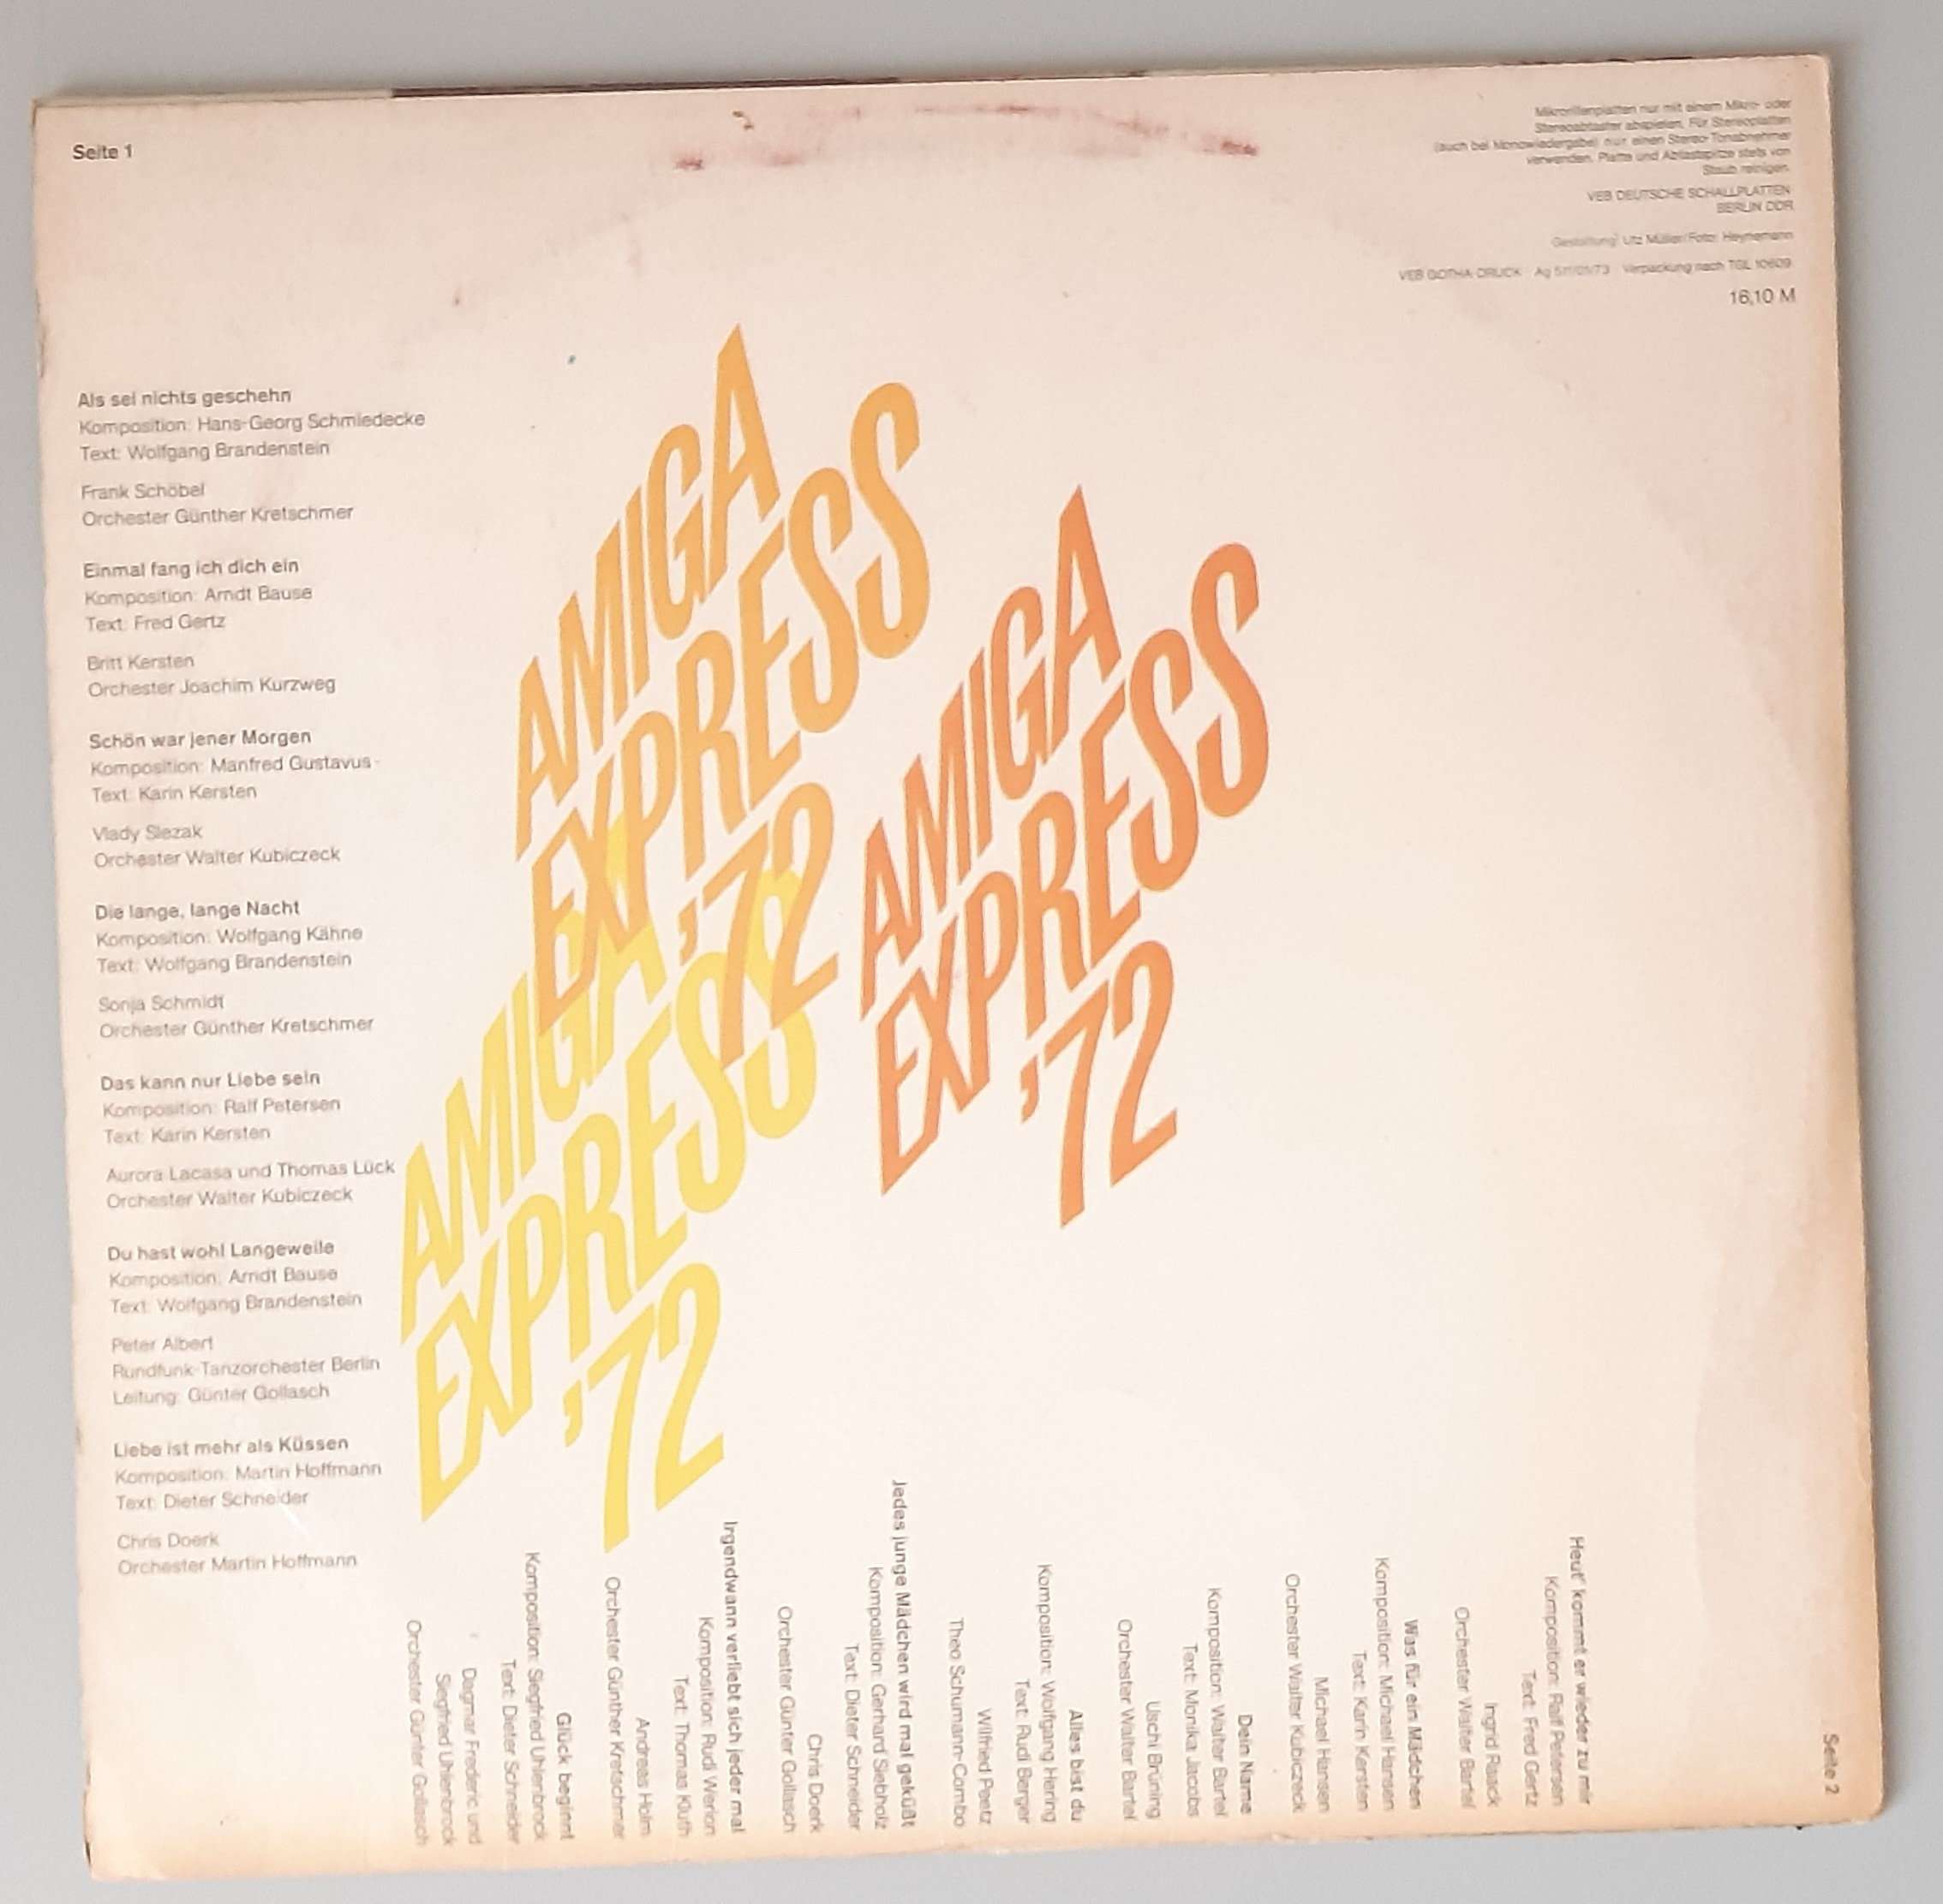 Seite 1
Als sei nichts geschehn
Komposition: Hans-Georg Schmiedecke
Text: Wolfgang Brandenstein
Frank Schöbel
Orchester Günther Kretschmer
Einmal fang ich dich ein
Komposition: Arndt Bause
Text: Fred Gertz
Britt Kersten
Orchester Joachim Kurzweg
Schön war jener Morgen
Komposition: Manfred Gustavus
Text: Karin Kersten
Vlady Slezak
Orchester Walter Kubiczeck
Die lange, lange Nacht
Komposition: Wolfgang Kähne
Text: Wolfgang Brandenstein
Sonja Schmidt
Orchester Günther Kretschmer
Das kann nur Liebe sein
Komposition: Ralf Petersen
Text: Karin Kersten
Aurora Lacasa und Thomas Lück
Orchester Walter Kubiczeck
Du hast wohl Langeweile
Komposition: Arndt Bause
Text: Wolfgang Brandenstein
Peter Albert
Rundfunk-Tanzorchester Berlin
Leitung: Günter Gollasch
Liebe ist mehr als Küssen
Komposition: Martin Hoffmann
Text: Dieter Schneider
Chris Doerk
Orchester Martin Hoffmann
Mikrorillenplatten nur mit einem Mikro- oder
Stereoabtaster abspielen. Für Stereoplatten
(auch bei Monowiedergabe) nur einen Stereo-Tonabnehmer
verwenden. Platte und Abtastspitze stets von
Staub reinigen.
VEB DEUTSCHE SCHALLPLATTEN
BERLIN DDR
Gestaltung: Utz Müller/Foto: Heynemann
VEB GOTHA-DRUCK Ag 511/01/73 Verpackung nach TGL 10609
16,10 M
AMIGA
EXPRESS
'72
AMIGA
EXPRESS
'72
AMIGA
EXPRESS
'72
Seite 2
Heut' kommt er wieder zu mir
Komposition: Ralf Petersen
Text: Fred Gertz
Ingrid Raack
Orchester Walter Bartel
Was für ein Mädchen
Komposition: Michael Hansen
Text: Karin Kersten
Michael Hansen
Orchester Walter Kubiczeck
Dein Name
Komposition: Walter Bartel
Text: Monika Jacobs
Uschi Brüning
Orchester Walter Bartel
Alles bist du
Komposition: Wolfgang Hering
Text: Rudi Berger
Wilfried Peetz
Theo Schumann-Combo
Jedes junge Mädchen wird mal geküßt
Komposition: Gerhard Siebholz
Text: Dieter Schneider
Chris Doerk
Orchester Günter Gollasch
Irgendwann verliebt sich jeder mal
Komposition: Rudi Werion
Text: Thomas Kluth
Andreas Holm
Orchester Günther Kretschmer
Glück beginnt
Komposition: Siegfried Uhlenbrock
Text: Dieter Schneider
Dagmar Frederic und
Siegfried Uhlenbrock
Orchester Günter Gollasch